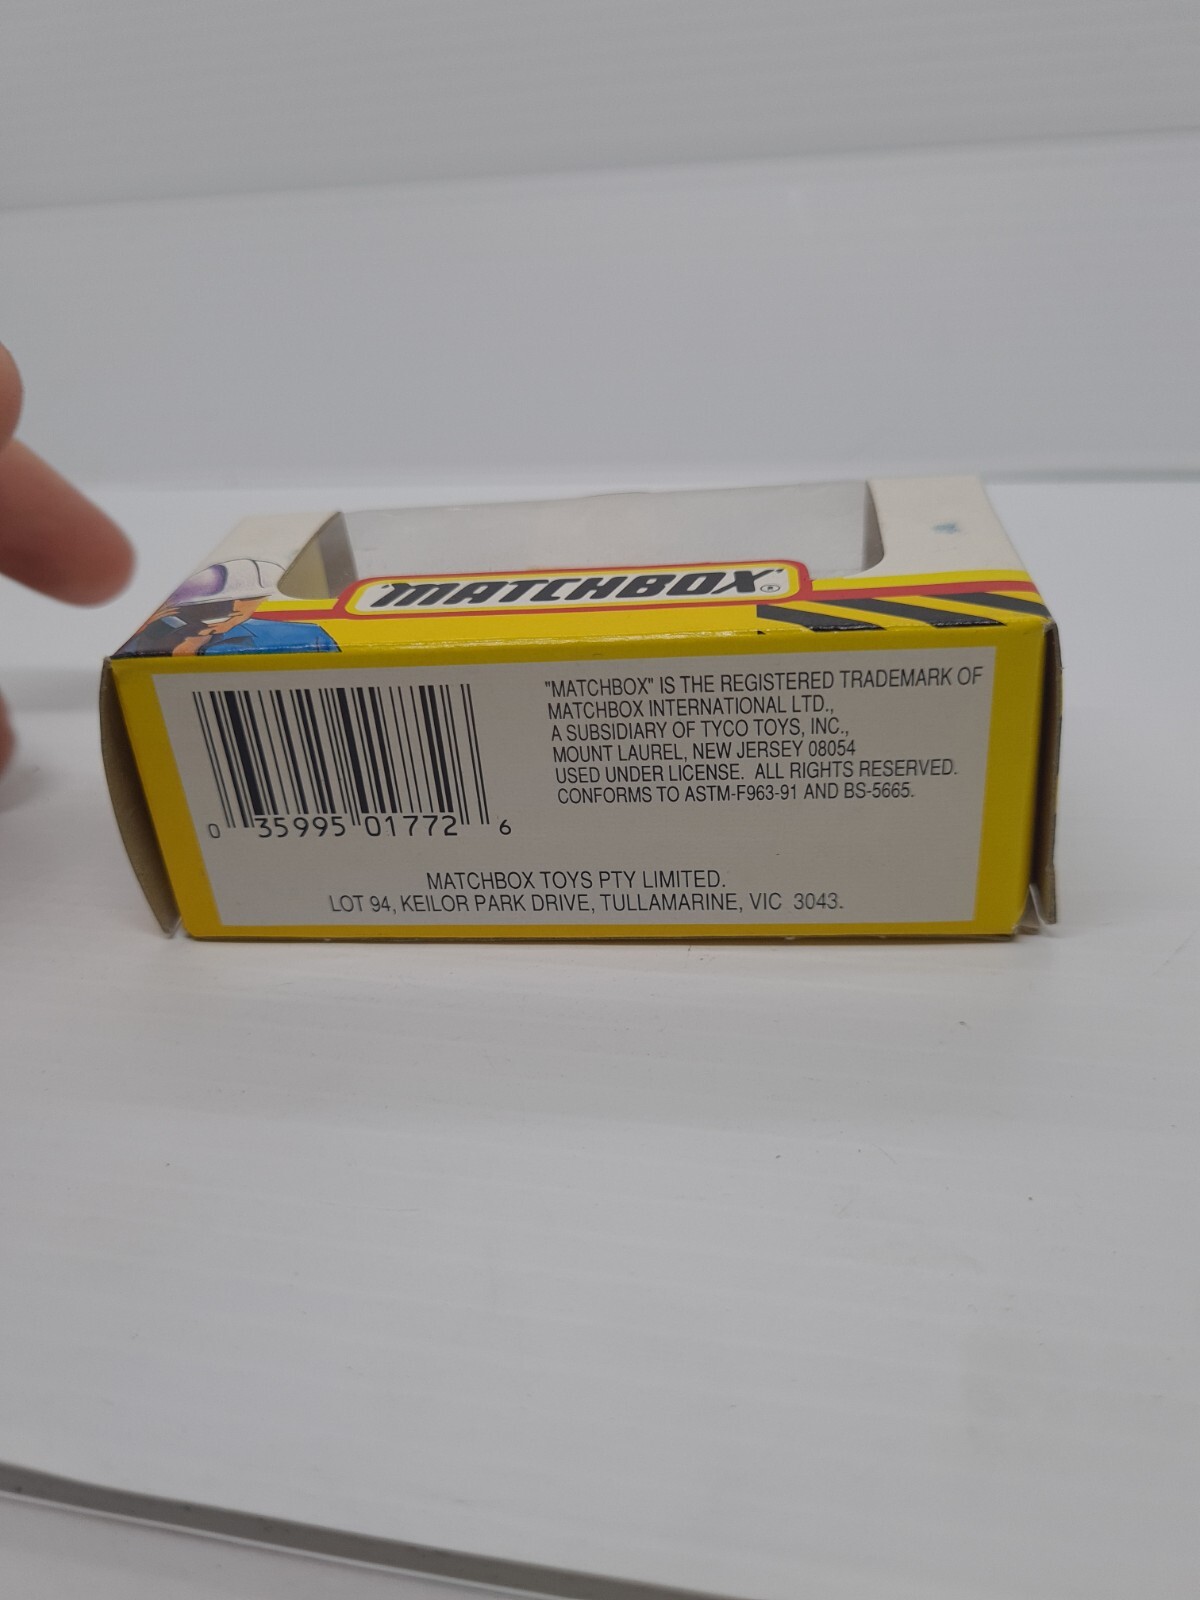 "MATCHBOX"®
"MATCHBOX" IS THE REGISTERED TRADEMARK OF
MATCHBOX INTERNATIONAL LTD.,
A SUBSIDIARY OF TYCO TOYS, INC.,
MOUNT LAUREL, NEW JERSEY 08054
USED UNDER LICENSE. ALL RIGHTS RESERVED.
CONFORMS TO ASTM-F963-91 AND BS-5665.
0 35995 01772 6
MATCHBOX TOYS PTY LIMITED.
LOT 94, KEILOR PARK DRIVE, TULLAMARINE, VIC 3043.